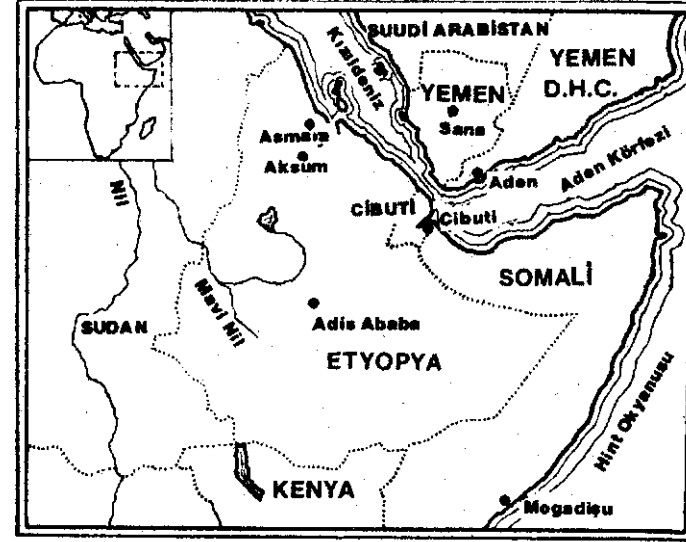 SUUDİ ARABİSTAN
Kızıldeniz
YEMEN
D.H.C.
YEMEN
Sana
Asmara
Aksum
Aden
Aden Körfezi
Nil
CİBUTİ
Cibuti
SOMALİ
Mavi Nil
SUDAN
Adis Ababa
ETYOPYA
Hint Okyanusu
KENYA
Mogadişu